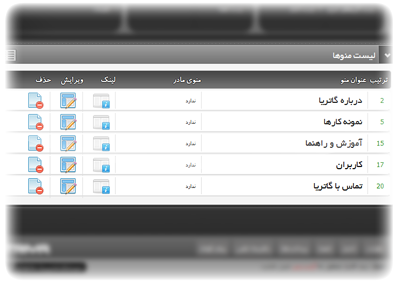 لیست منوها
ترتیب عنوان منو منوی مادر لینک ویرایش حذف
2 درباره گاتریا ندارد
5 نمونه کارها ندارد
15 آموزش و راهنما ندارد
17 کاربران ندارد
20 تماس با گاتریا ندارد